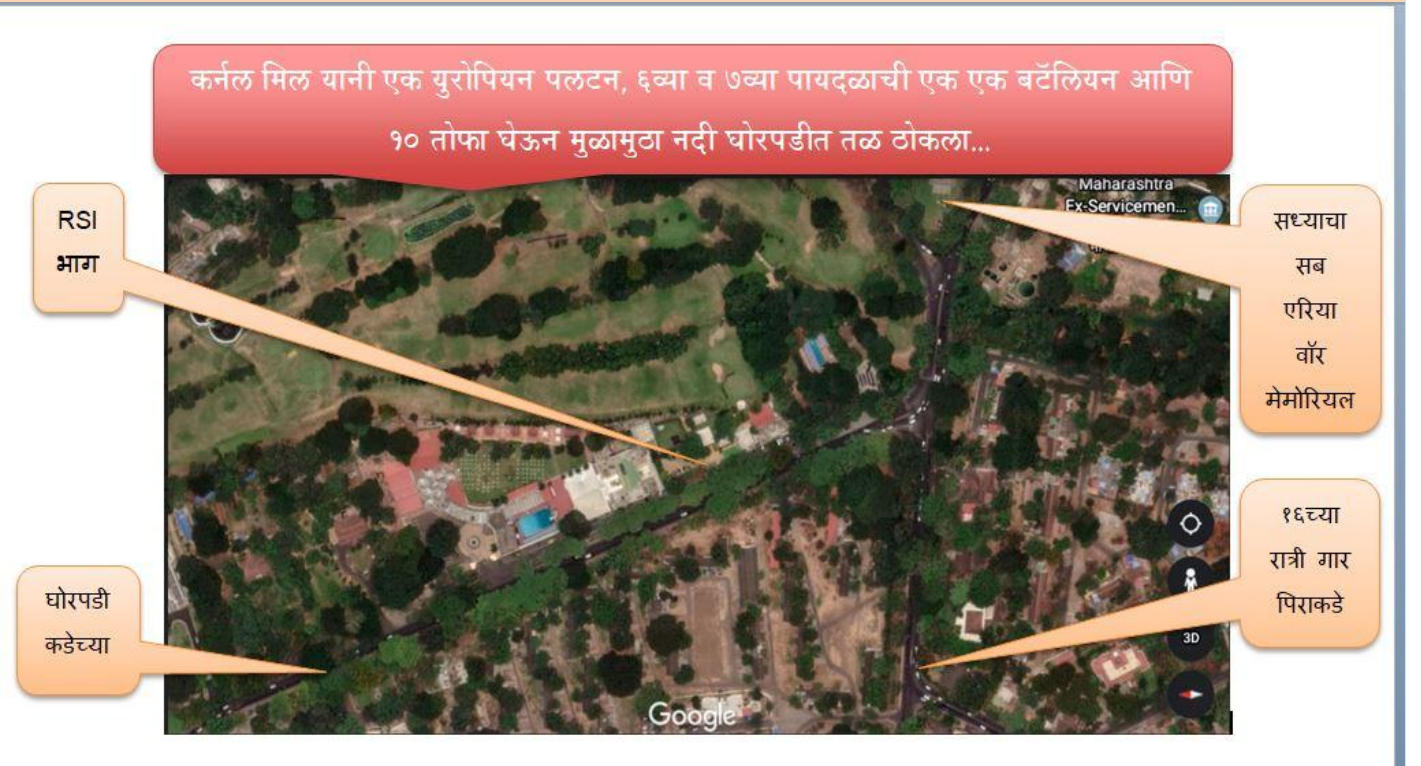 कर्नल मिल यानी एक युरोपियन पलटन, ६व्या व ७व्या पायदळाची एक एक बटॅलियन आणि
१० तोफा घेऊन मुळामुठा नदी घोरपडीत तळ ठोकला...
RSI
भाग
Maharashtra
Ex-Servicemen...
सध्याचा
सब
एरिया
वॉर
मेमोरियल
१६च्या
रात्री गार
पिराकडे
घोरपडी
कडेच्या
3D
Google